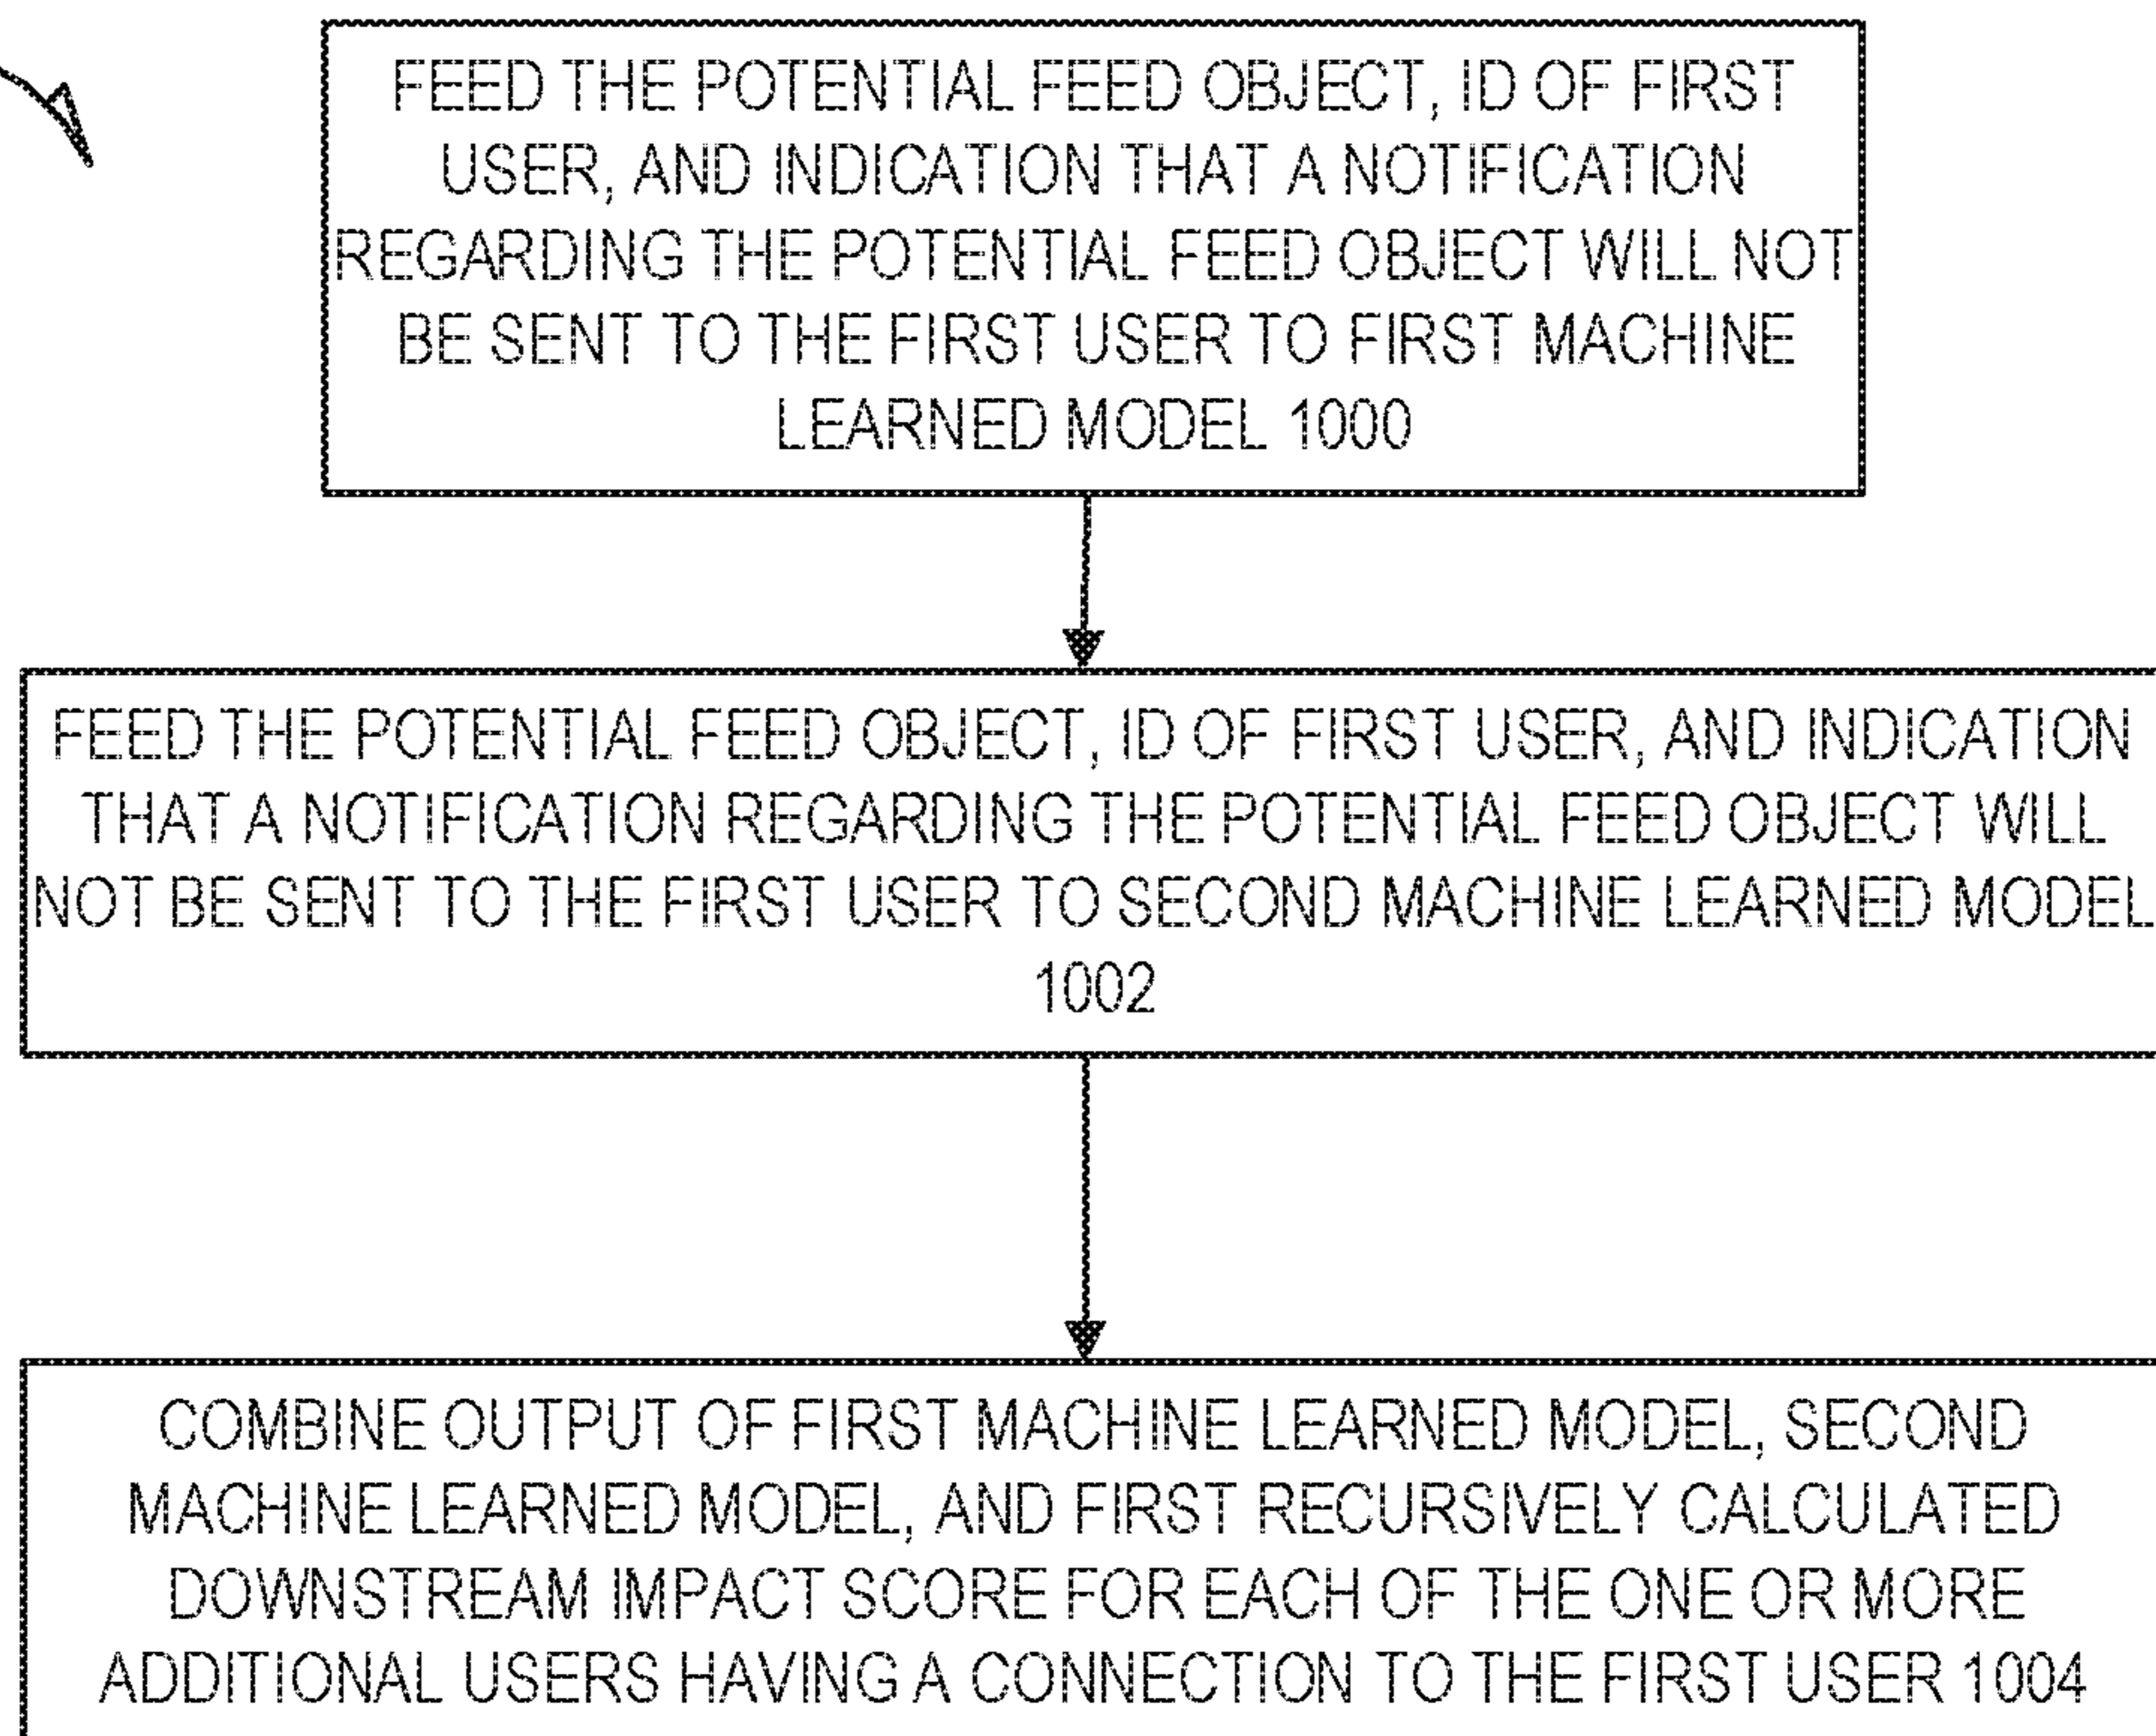 FEED THE POTENTIAL FEED OBJECT, ID OF FIRST
USER, AND INDICATION THAT A NOTIFICATION
REGARDING THE POTENTIAL FEED OBJECT WILL NOT
BE SENT TO THE FIRST USER TO FIRST MACHINE
LEARNED MODEL 1000
FEED THE POTENTIAL FEED OBJECT, ID OF FIRST USER, AND INDICATION
THAT A NOTIFICATION REGARDING THE POTENTIAL FEED OBJECT WILL
NOT BE SENT TO THE FIRST USER TO SECOND MACHINE LEARNED MODEL
1002
COMBINE OUTPUT OF FIRST MACHINE LEARNED MODEL, SECOND
MACHINE LEARNED MODEL, AND FIRST RECURSIVELY CALCULATED
DOWNSTREAM IMPACT SCORE FOR EACH OF THE ONE OR MORE
ADDITIONAL USERS HAVING A CONNECTION TO THE FIRST USER 1004